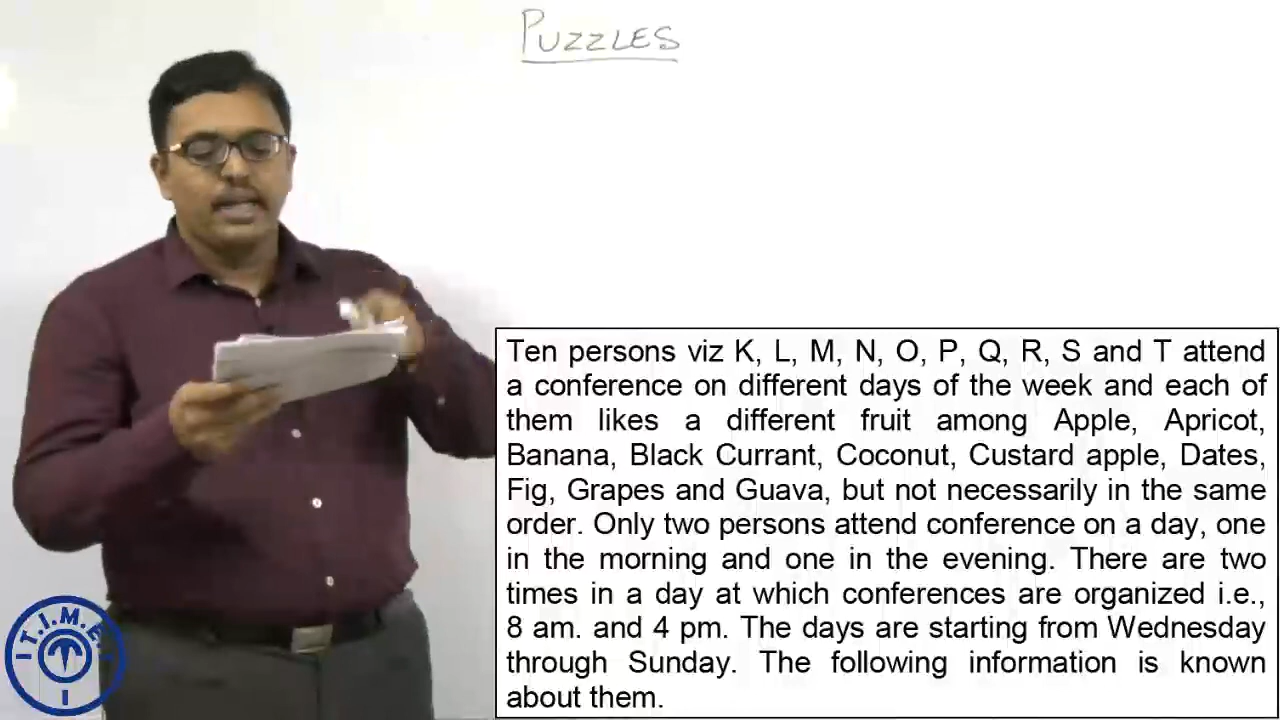 PUZZLES
Ten persons viz K, L, M, N, O, P, Q, R, S and T attend
a conference on different days of the week and each of
them likes a different fruit among Apple, Apricot,
Banana, Black Currant, Coconut, Custard apple, Dates,
Fig, Grapes and Guava, but not necessarily in the same
order. Only two persons attend conference on a day, one
in the morning and one in the evening. There are two
times in a day at which conferences are organized i.e.,
8 am. and 4 pm. The days are starting from Wednesday
through Sunday. The following information is known
about them.
T.I.M.E.